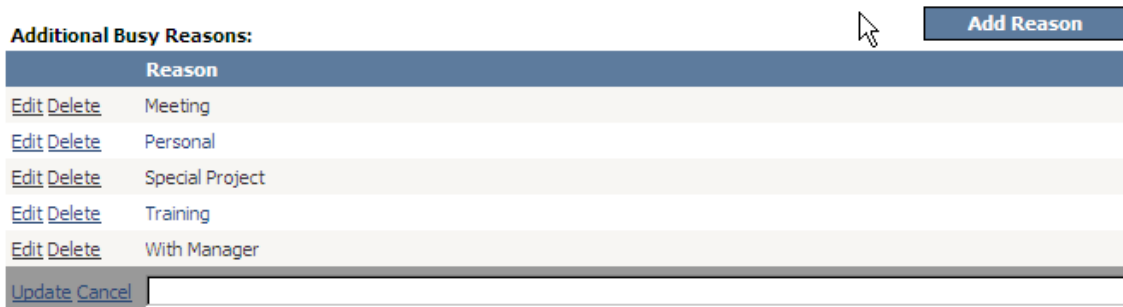 Add Reason
Additional Busy Reasons:
Reason
Edit Delete Meeting
Edit Delete Personal
Edit Delete Special Project
Edit Delete Training
Edit Delete With Manager
Update Cancel